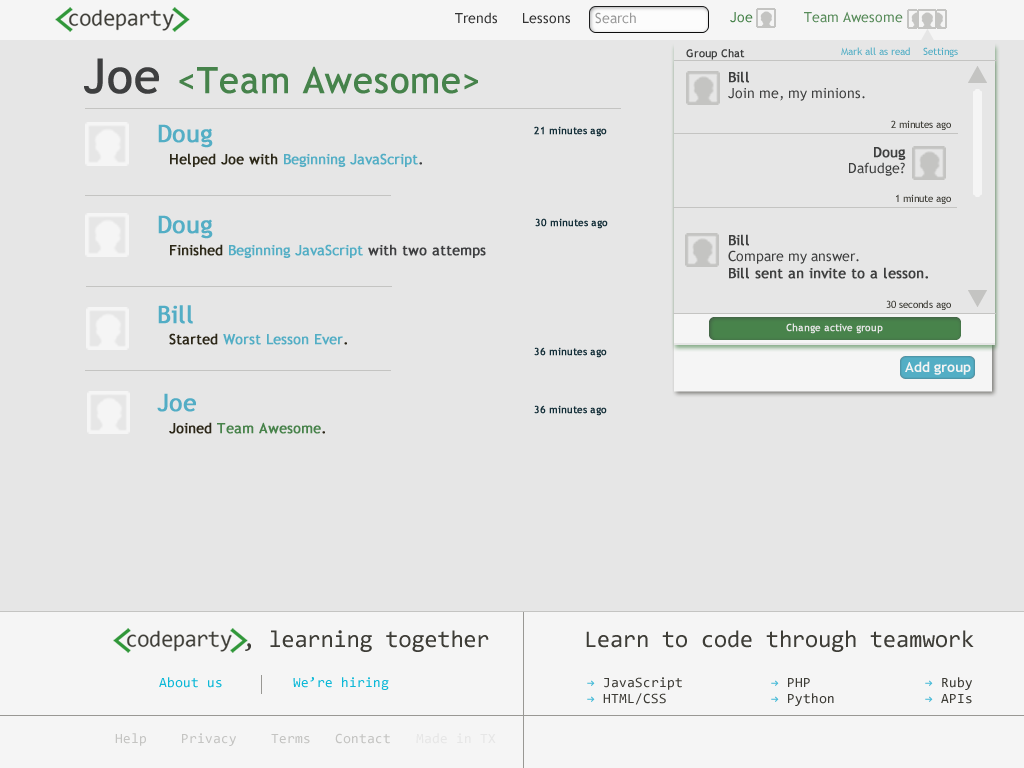 <codeparty>
Trends Lessons Search Joe Team Awesome
Joe <Team Awesome>
Doug
21 minutes ago
Helped Joe with Beginning JavaScript.
Doug
30 minutes ago
Finished Beginning JavaScript with two attemps
Bill
Started Worst Lesson Ever.
36 minutes ago
Joe
36 minutes ago
Joined Team Awesome.
Group Chat Mark all as read Settings
Bill
Join me, my minions.
2 minutes ago
Doug
Dafudge?
1 minute ago
Bill
Compare my answer.
Bill sent an invite to a lesson.
30 seconds ago
Change active group
Add group
<codeparty>, learning together
About us We're hiring
Learn to code through teamwork
→ JavaScript → PHP → Ruby
→ HTML/CSS → Python → APIs
Help Privacy Terms Contact Made in TX